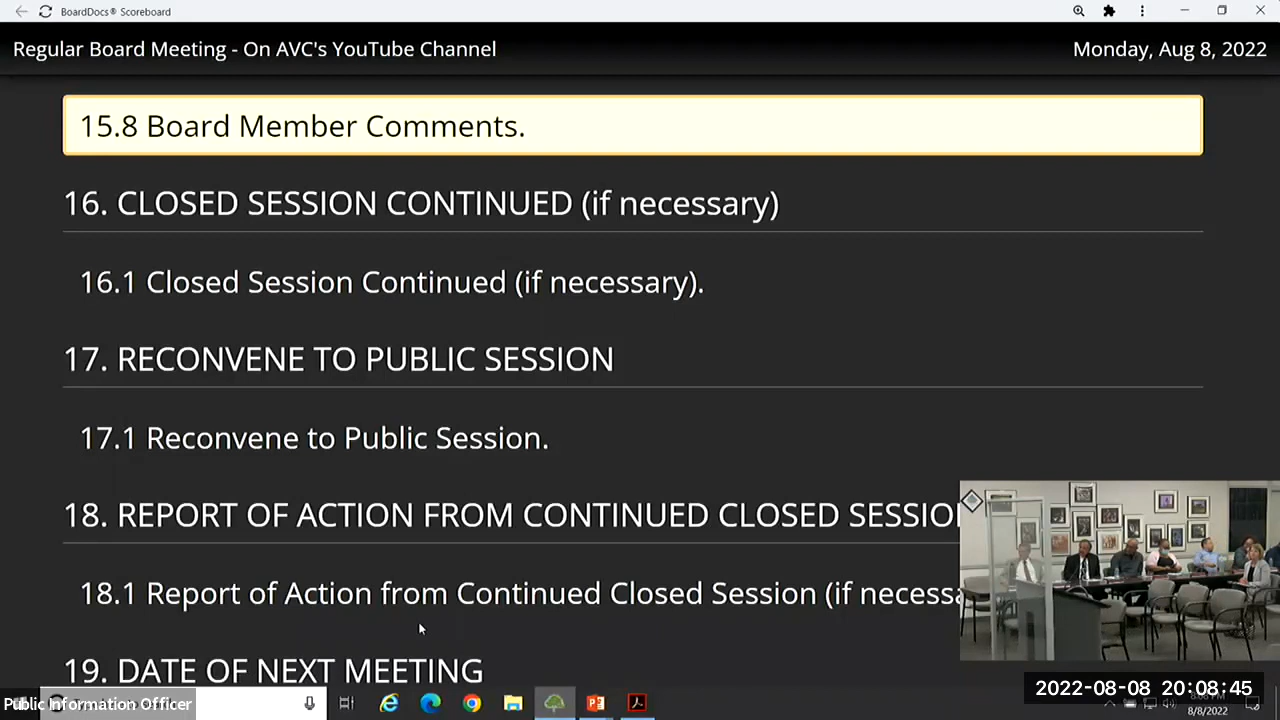 BoardDocs® Scoreboard
Regular Board Meeting - On AVC's YouTube Channel
Monday, Aug 8, 2022
15.8 Board Member Comments.
16. CLOSED SESSION CONTINUED (if necessary)
16.1 Closed Session Continued (if necessary).
17. RECONVENE TO PUBLIC SESSION
17.1 Reconvene to Public Session.
18. REPORT OF ACTION FROM CONTINUED CLOSED SESSION
18.1 Report of Action from Continued Closed Session (if necessa
19. DATE OF NEXT MEETING
Public Information Officer
2022-08-08 20:08:45
8/8/2022